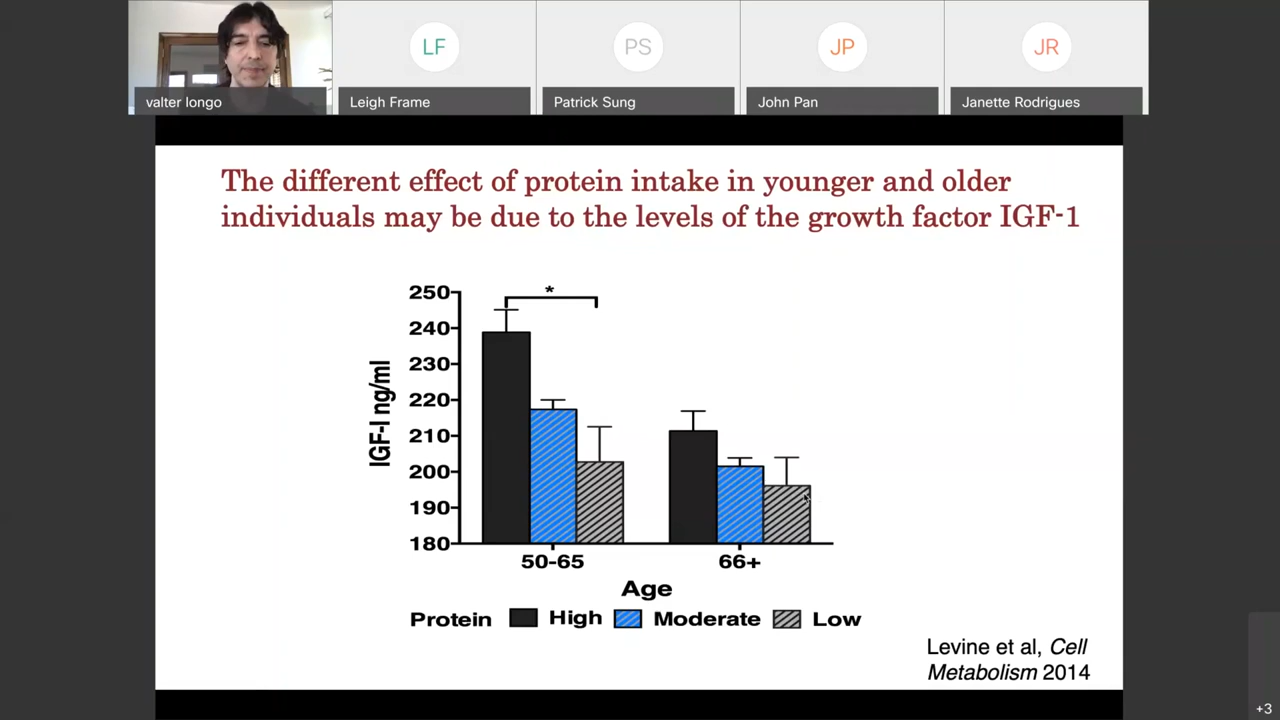 LF
PS
JP
JR
valter longo
Leigh Frame
Patrick Sung
John Pan
Janette Rodrigues
The different effect of protein intake in younger and older
individuals may be due to the levels of the growth factor IGF-1
250
*
240
230
220
210
200
190
180
IGF-I ng/ml
50-65
66+
Age
Protein High Moderate Low
Levine et al, Cell
Metabolism 2014
+3